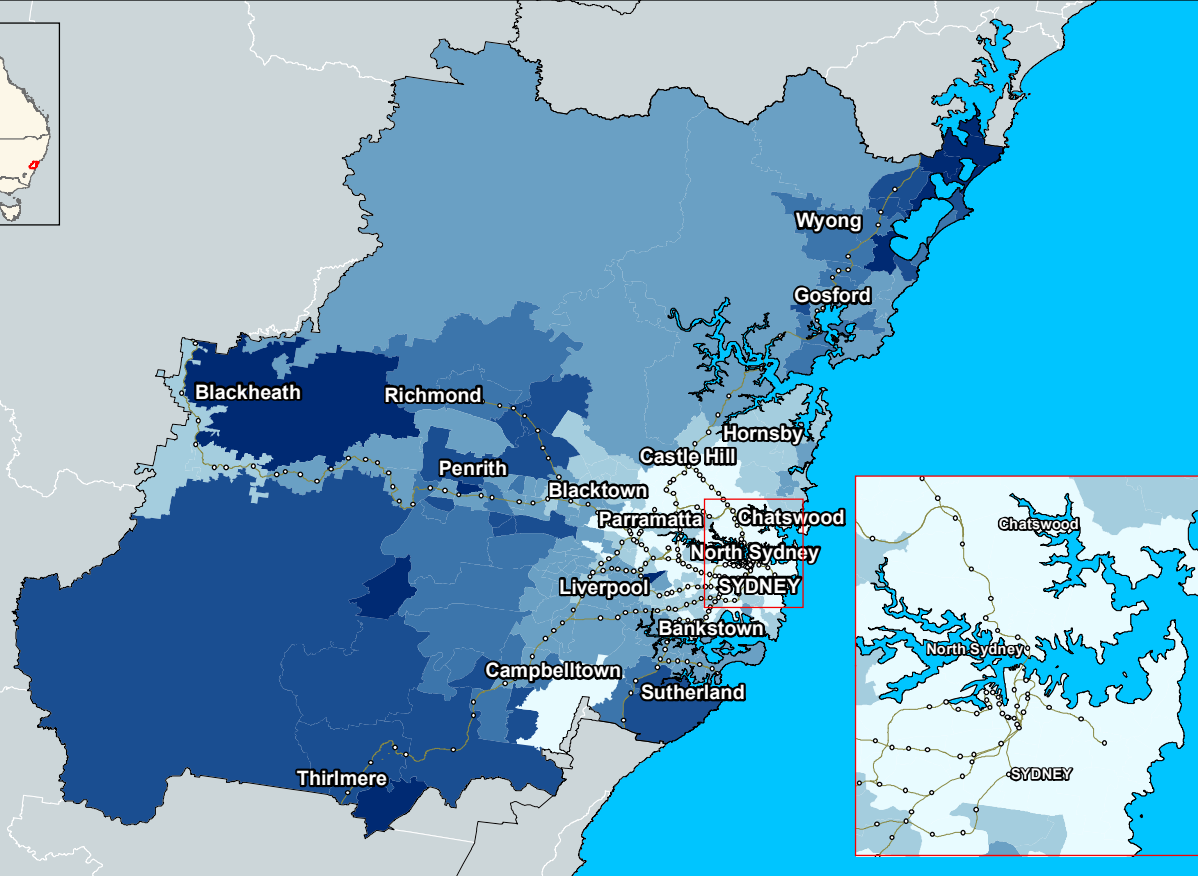 Wyong
Gosford
Blackheath
Richmond
Hornsby
Castle Hill
Penrith
Blacktown
Parramatta
Chatswood
North Sydney
Liverpool
SYDNEY
Bankstown
Campbelltown
Sutherland
Thirlmere
Chatswood
North Sydney
SYDNEY